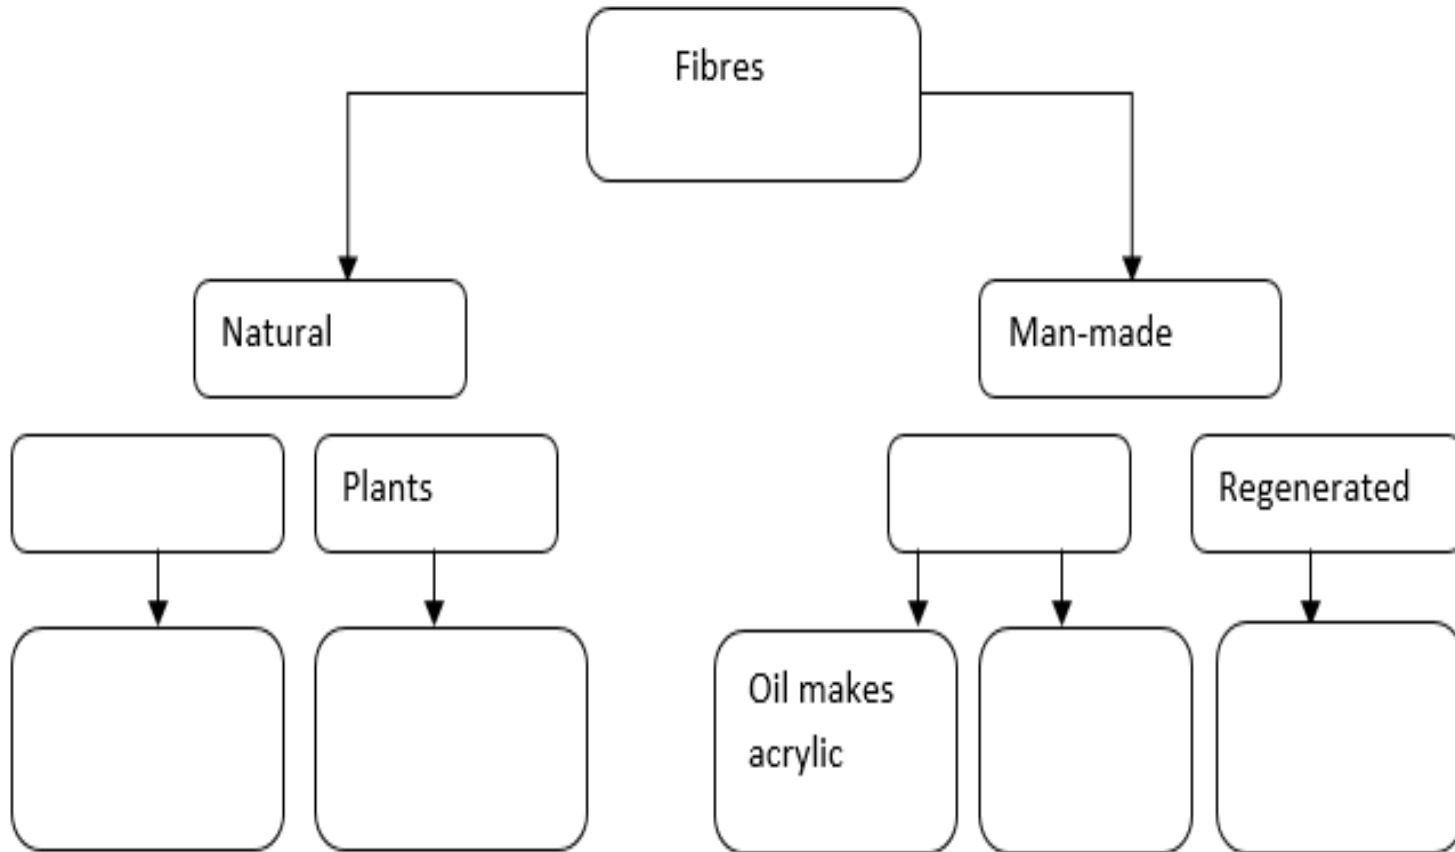 Fibres
Natural
Man-made
Plants
Regenerated
Oil makes
acrylic